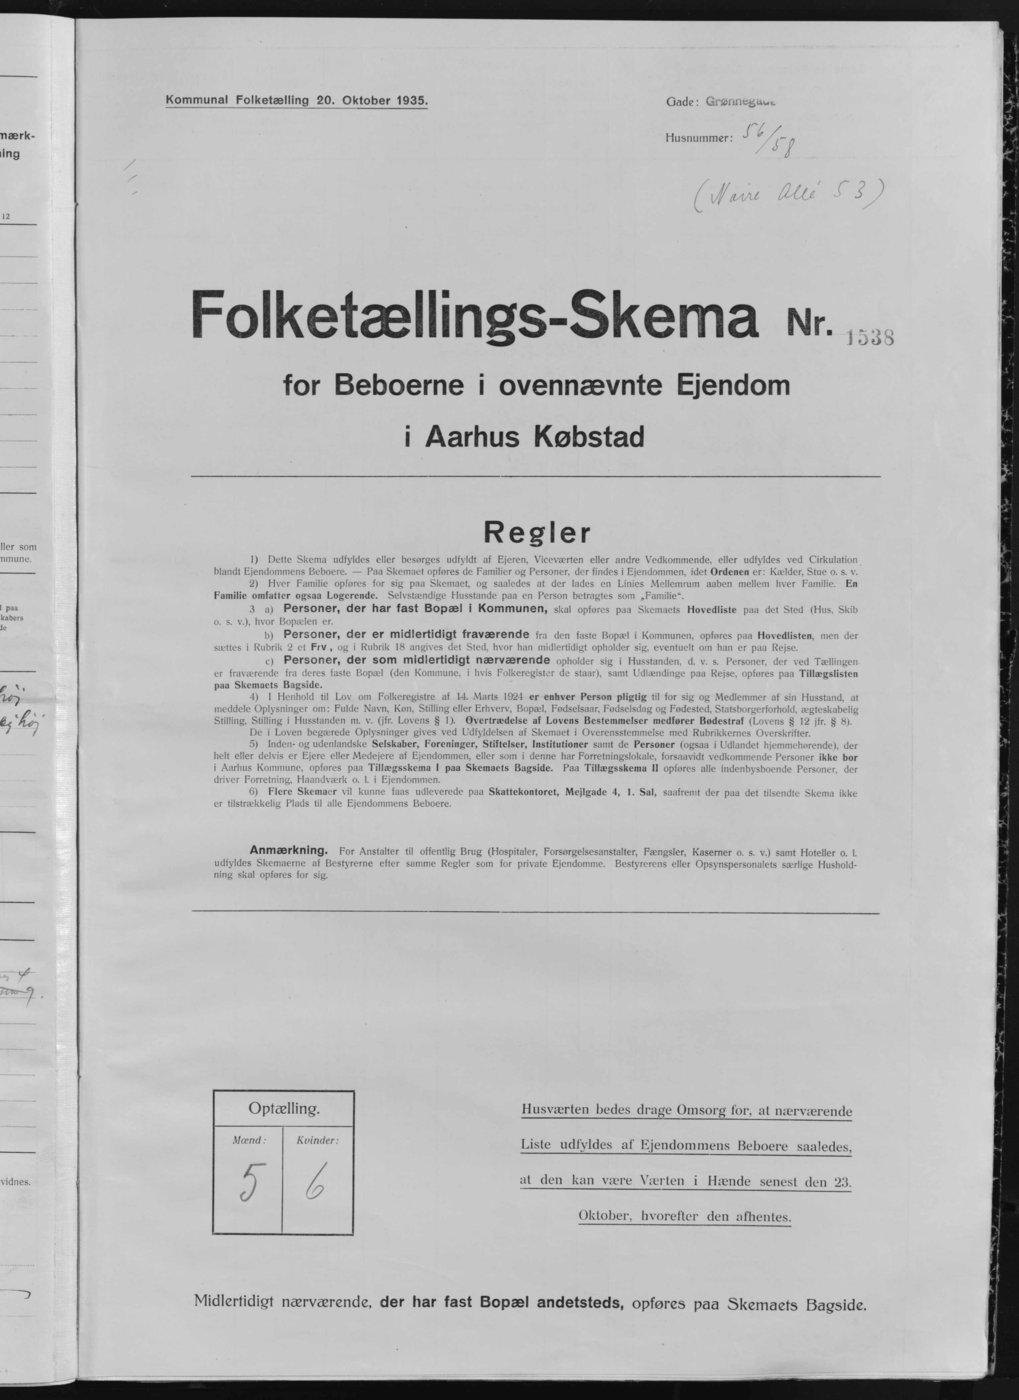 mærk-
ning
12
ller som
mmune.
l paa
kabers
de
høj
ejhøj
vidnes.
Kommunal Folketælling 20. Oktober 1935.
Gade: Grønnegade
Husnummer: 56/58
(Nørre Allé 53)
Folketællings-Skema Nr. 1538
for Beboerne i ovennævnte Ejendom
i Aarhus Købstad
Regler
1) Dette Skema udfyldes eller besørges udfyldt af Ejeren, Viceværten eller andre Vedkommende, eller udfyldes ved Cirkulation
blandt Ejendommens Beboere. — Paa Skemaet opføres de Familier og Personer, der findes i Ejendommen, idet Ordenen er: Kælder, Stue o. s. v.
2) Hver Familie opføres for sig paa Skemaet, og saaledes at der lades en Linies Mellemrum aaben mellem hver Familie. En
Familie omfatter ogsaa Logerende. Selvstændige Husstande paa en Person betragtes som „Familie“.
3 a) Personer, der har fast Bopæl i Kommunen, skal opføres paa Skemaets Hovedliste paa det Sted (Hus, Skib
o. s. v.), hvor Bopælen er.
b) Personer, der er midlertidigt fraværende fra den faste Bopæl i Kommunen, opføres paa Hovedlisten, men der
sættes i Rubrik 2 et Frv, og i Rubrik 18 angives det Sted, hvor han midlertidigt opholder sig, eventuelt om han er paa Rejse.
c) Personer, der som midlertidigt nærværende opholder sig i Husstanden, d. v. s. Personer, der ved Tællingen
er fraværende fra deres faste Bopæl (den Kommune, i hvis Folkeregister de staar), samt Udlændinge paa Rejse, opføres paa Tillægslisten
paa Skemaets Bagside.
4) I Henhold til Lov om Folkeregistre af 14. Marts 1924 er enhver Person pligtig til for sig og Medlemmer af sin Husstand, at
meddele Oplysninger om: Fulde Navn, Køn, Stilling eller Erhverv, Bopæl, Fødselsaar, Fødselsdag og Fødested, Statsborgerforhold, ægteskabelig
Stilling, Stilling i Husstanden m. v. (jfr. Lovens § 1). Overtrædelse af Lovens Bestemmelser medfører Bødestraf (Lovens § 12 jfr. § 8).
De i Loven begærede Oplysninger gives ved Udfyldelsen af Skemaet i Overensstemmelse med Rubrikkernes Overskrifter.
5) Inden- og udenlandske Selskaber, Foreninger, Stiftelser, Institutioner samt de Personer (ogsaa i Udlandet hjemmehørende), der
helt eller delvis er Ejere eller Medejere af Ejendommen, eller som i denne har Forretningslokale, forsaavidt vedkommende Personer ikke bor
i Aarhus Kommune, opføres paa Tillægsskema I paa Skemaets Bagside. Paa Tillægsskema II opføres alle indenbysboende Personer, der
driver Forretning, Haandværk o. l. i Ejendommen.
6) Flere Skemaer vil kunne faas udleverede paa Skattekontoret, Mejlgade 4, 1. Sal, saafremt der paa det tilsendte Skema ikke
er tilstrækkelig Plads til alle Ejendommens Beboere.
Anmærkning. For Anstalter til offentlig Brug (Hospitaler, Forsørgelsesanstalter, Fængsler, Kaserner o. s. v.) samt Hoteller o. l.
udfyldes Skemaerne af Bestyrerne efter samme Regler som for private Ejendomme. Bestyrerens eller Opsynspersonalets særlige Hushold-
ning skal opføres for sig.
Optælling.
Mænd: Kvinder:
5 6
Husværten bedes drage Omsorg for, at nærværende
Liste udfyldes af Ejendommens Beboere saaledes,
at den kan være Værten i Hænde senest den 23.
Oktober, hvorefter den afhentes.
Midlertidigt nærværende, der har fast Bopæl andetsteds, opføres paa Skemaets Bagside.